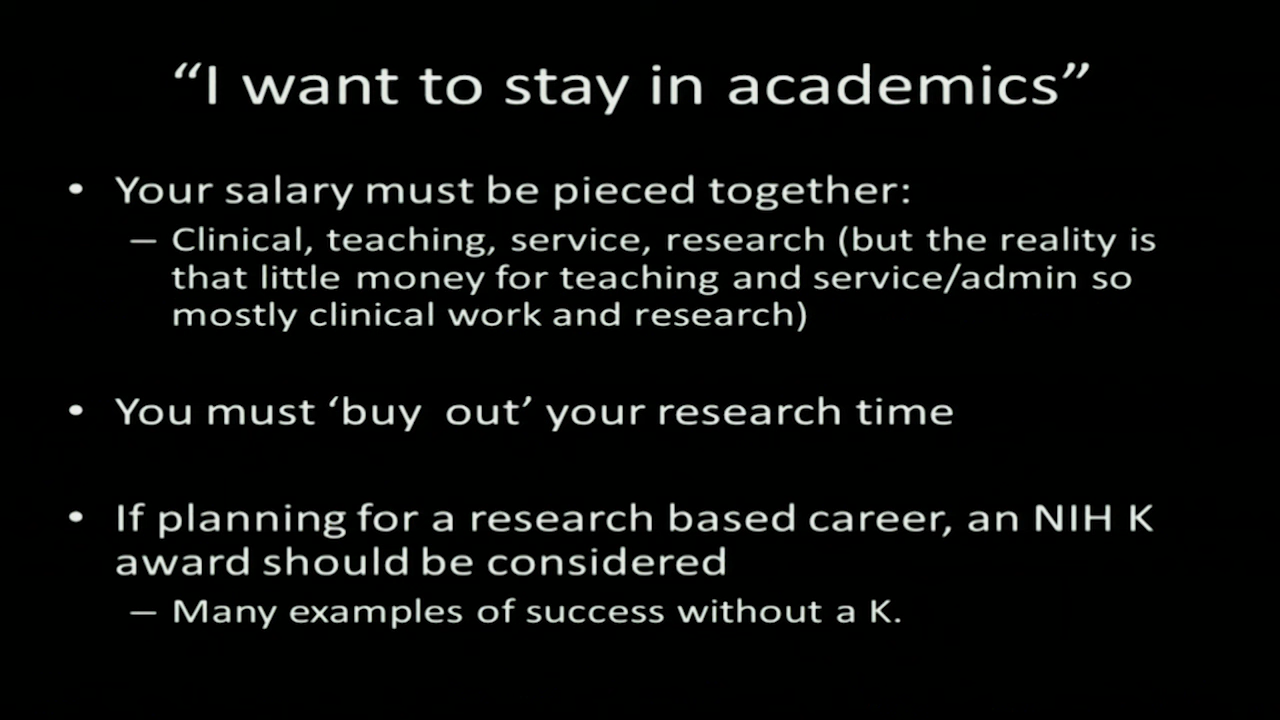 “I want to stay in academics”
• Your salary must be pieced together:
– Clinical, teaching, service, research (but the reality is
that little money for teaching and service/admin so
mostly clinical work and research)
• You must ‘buy  out’ your research time
• If planning for a research based career, an NIH K
award should be considered
– Many examples of success without a K.